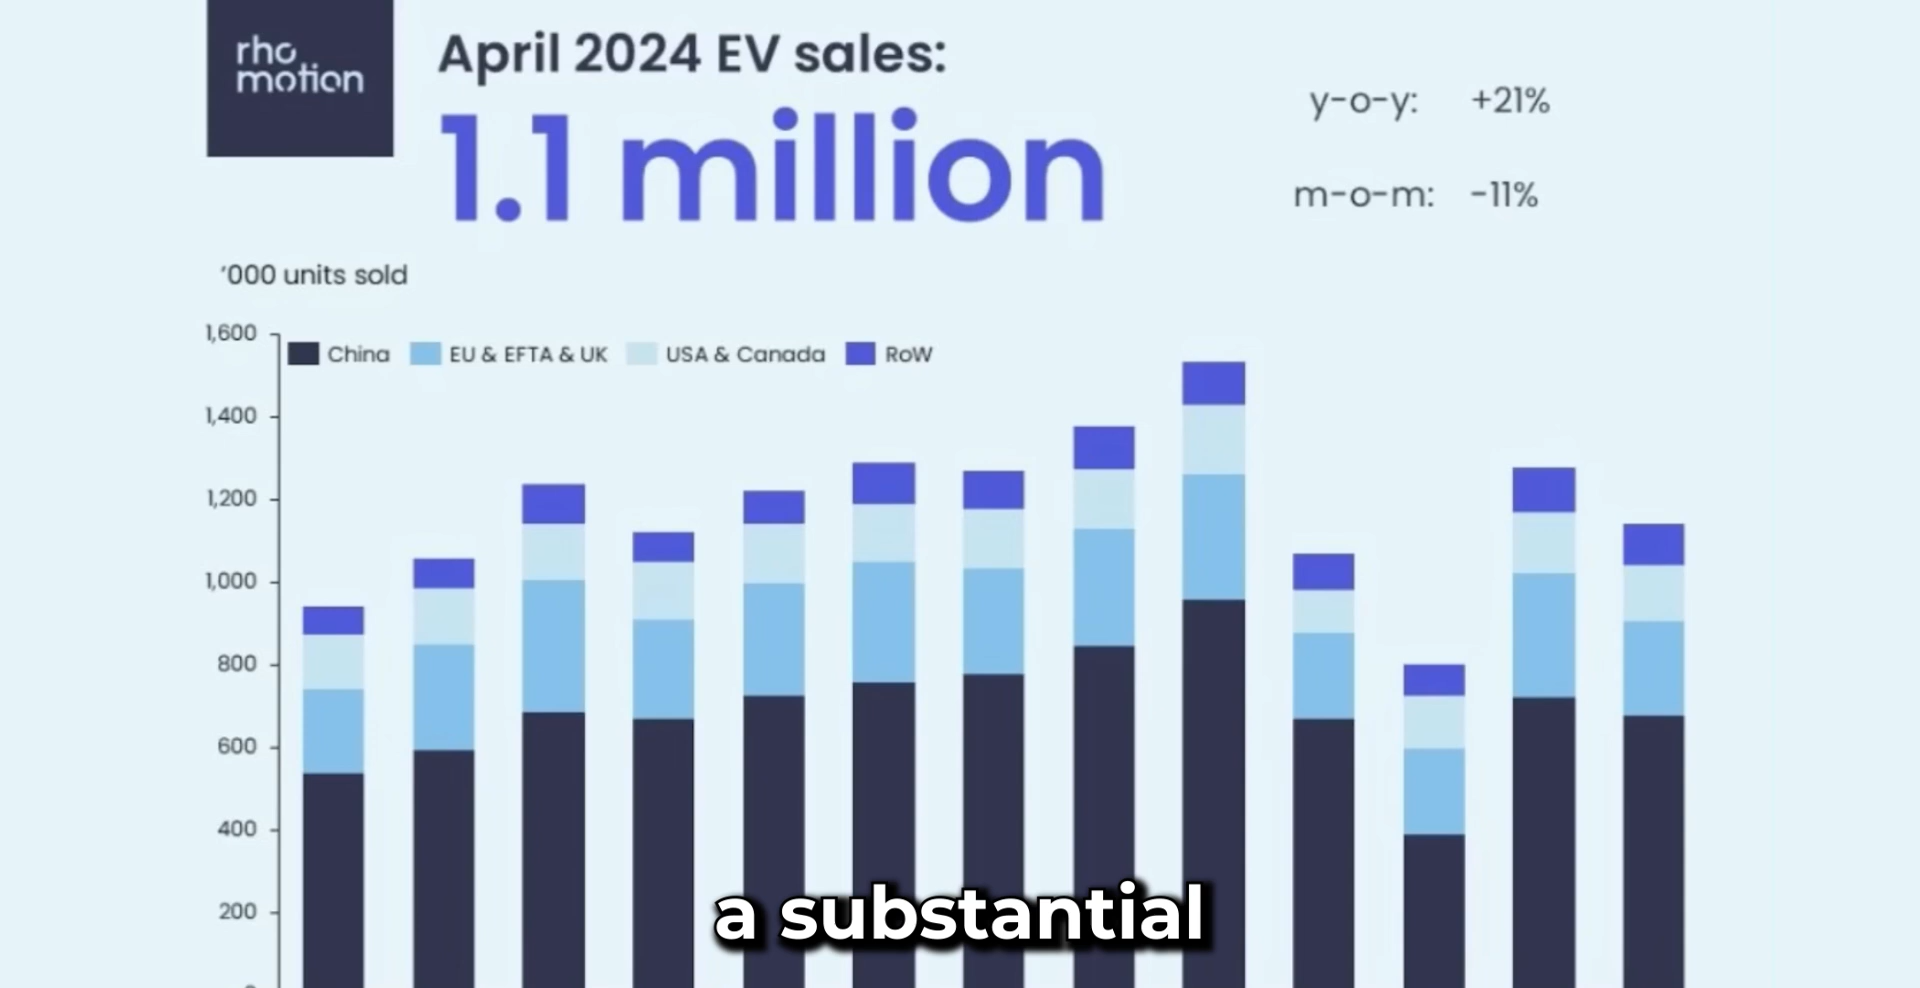 rho
motion
April 2024 EV sales:
1.1 million
y-o-y: +21%
m-o-m: -11%
‘000 units sold
1,600
China EU & EFTA & UK USA & Canada RoW
1,400
1,200
1,000
800
600
400
200
a substantial